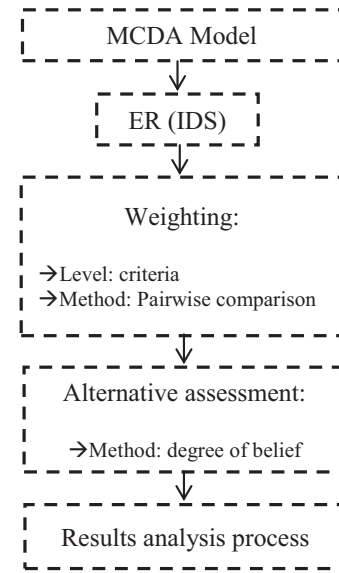 MCDA Model
ER (IDS)
Weighting:
→Level: criteria
→Method: Pairwise comparison
Alternative assessment:
→Method: degree of belief
Results analysis process